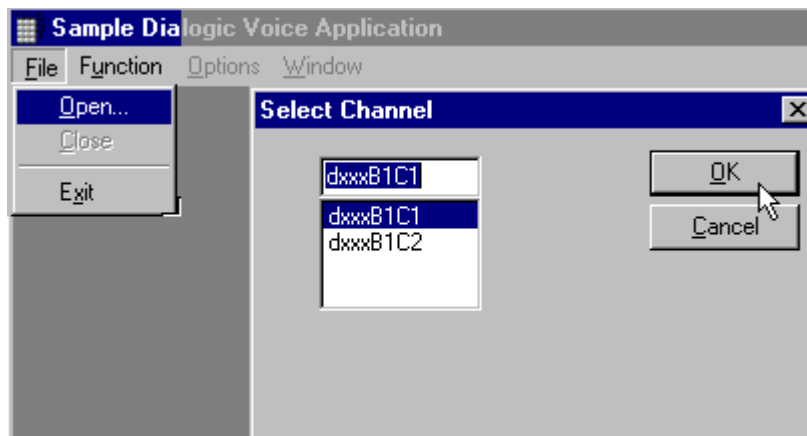 Sample Dialogic Voice Application
File Function Options Window
Open...
Close
Exit
Select Channel
dxxxB1C1
dxxxB1C1
dxxxB1C2
OK
Cancel